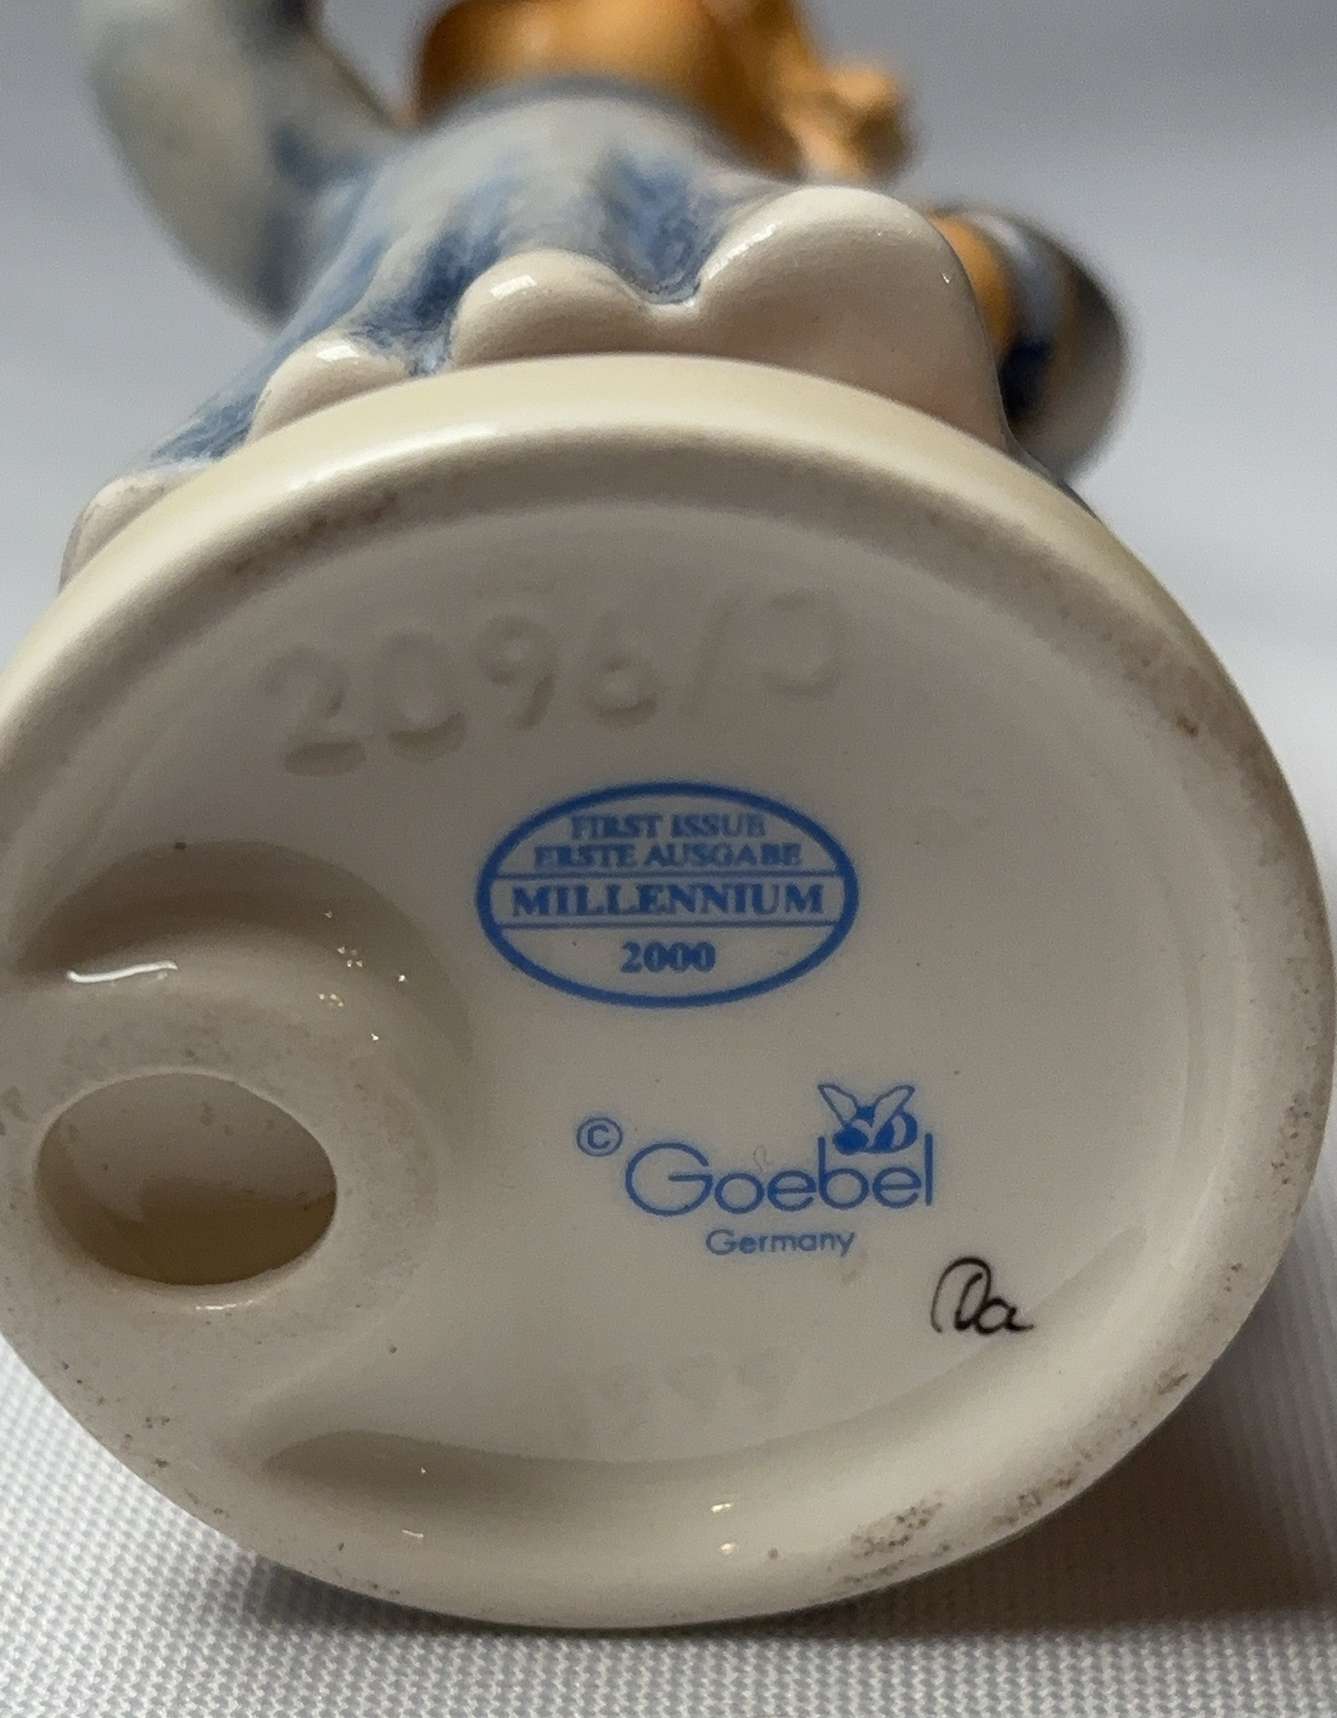 2096/J
FIRST ISSUE
ERSTE AUSGABE
MILLENNIUM
2000
© Goebel
Germany